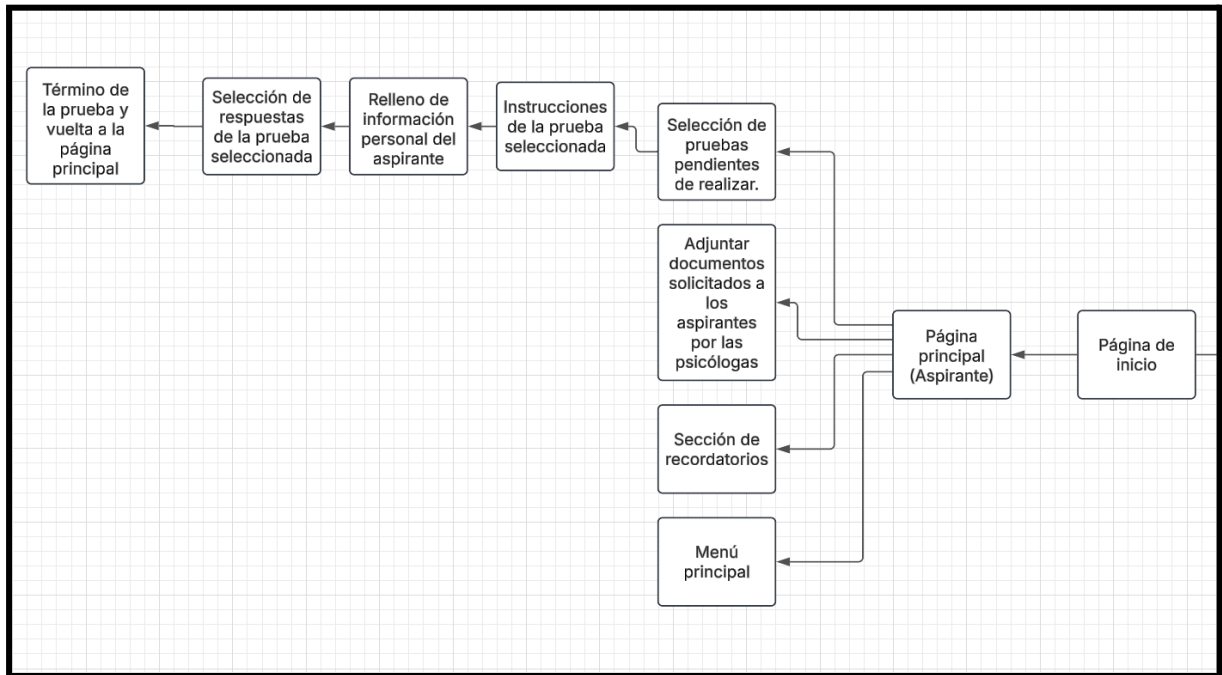 Término de
la prueba y
vuelta a la
página
principal
Selección de
respuestas
de la prueba
seleccionada
Relleno de
información
personal del
aspirante
Instrucciones
de la prueba
seleccionada
Selección de
pruebas
pendientes
de realizar.
Adjuntar
documentos
solicitados a
los
aspirantes
por las
psicólogas
Sección de
recordatorios
Menú
principal
Página
principal
(Aspirante)
Página de
inicio